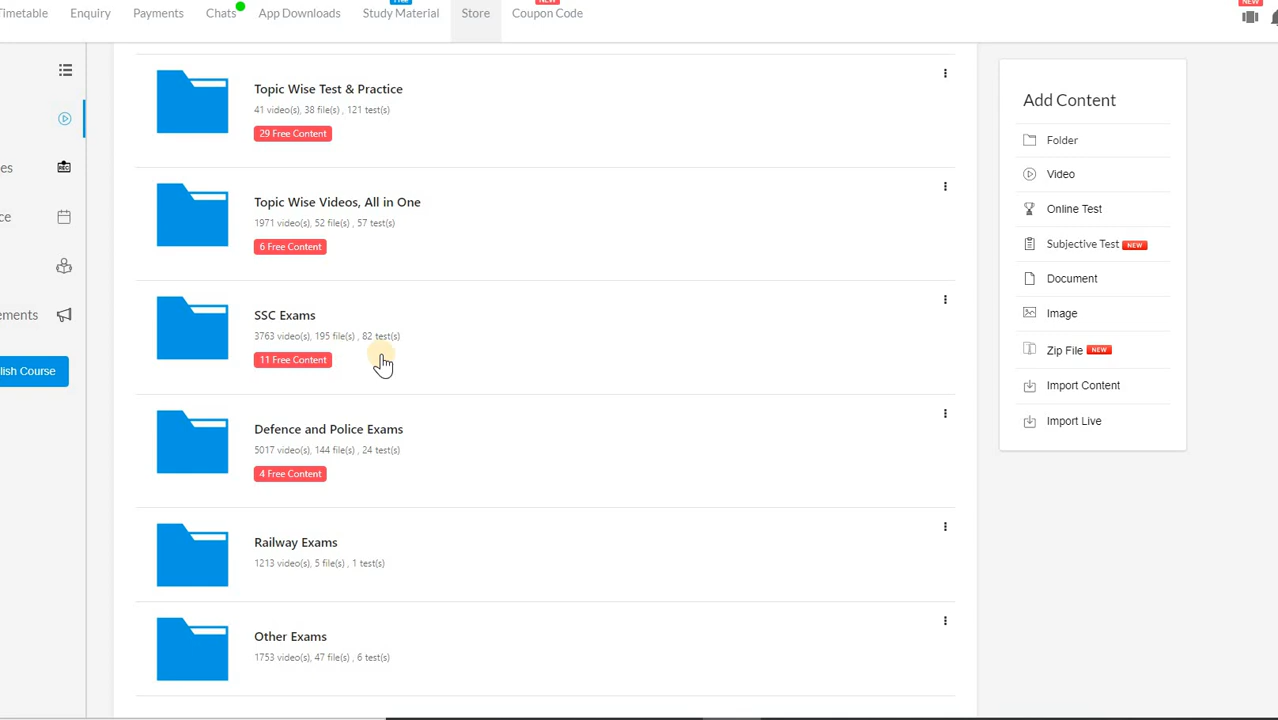 Timetable Enquiry Payments Chats App Downloads Study Material Store Coupon Code
NEW
Topic Wise Test & Practice
41 video(s), 38 file(s) , 121 test(s)
29 Free Content
Topic Wise Videos, All in One
1971 video(s), 52 file(s) , 57 test(s)
6 Free Content
SSC Exams
3763 video(s), 195 file(s) , 82 test(s)
11 Free Content
Defence and Police Exams
5017 video(s), 144 file(s) , 24 test(s)
4 Free Content
Railway Exams
1213 video(s), 5 file(s) , 1 test(s)
Other Exams
1753 video(s), 47 file(s) , 6 test(s)
REC
lish Course
Add Content
Folder
Video
Online Test
Subjective Test NEW
Document
Image
Zip File NEW
Import Content
Import Live